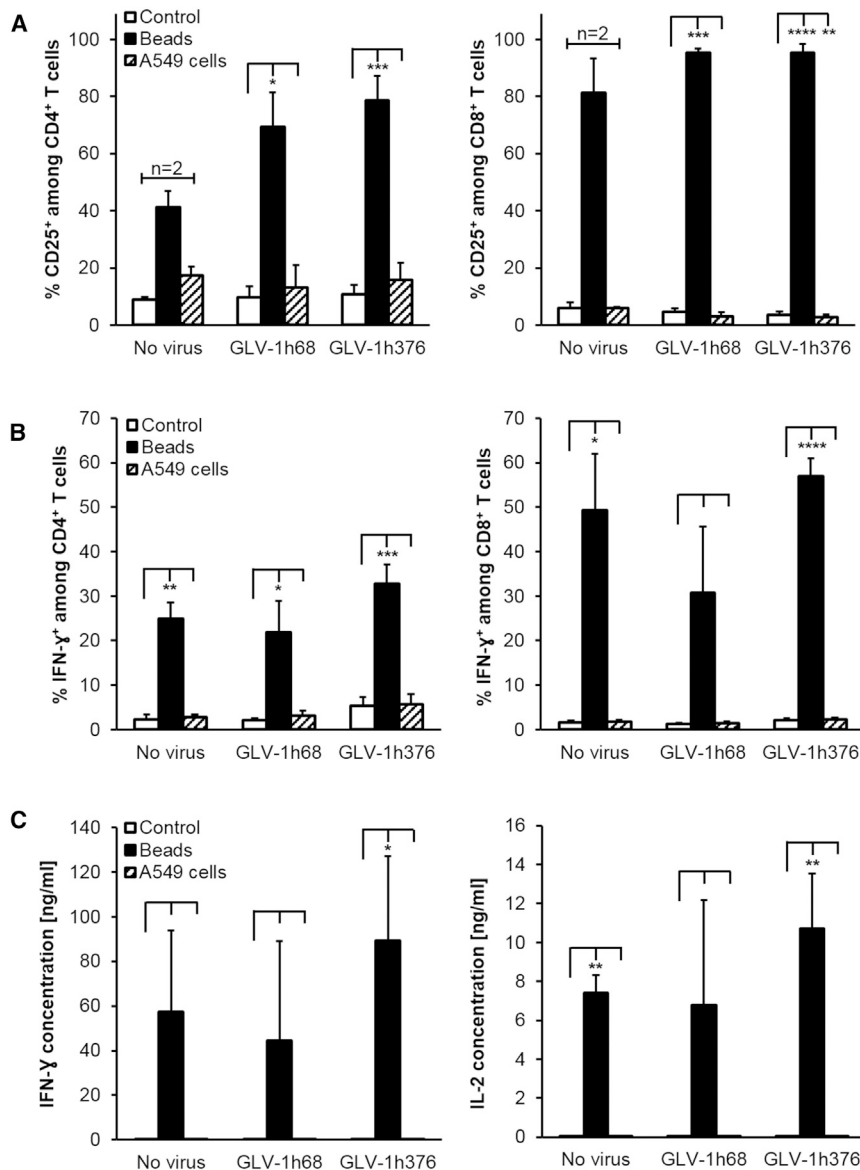 A
Control
Beads
A549 cells
% CD25⁺ among CD4⁺ T cells
100
80
60
40
20
0
n=2
*
***
No virus GLV-1h68 GLV-1h376
% CD25⁺ among CD8⁺ T cells
100
80
60
40
20
0
n=2
***
**** **
No virus GLV-1h68 GLV-1h376
B
Control
Beads
A549 cells
% IFN-ɣ⁺ among CD4⁺ T cells
70
60
50
40
30
20
10
0
**
*
***
No virus GLV-1h68 GLV-1h376
% IFN-ɣ⁺ among CD8⁺ T cells
70
60
50
40
30
20
10
0
*
****
No virus GLV-1h68 GLV-1h376
C
Control
Beads
A549 cells
IFN-ɣ concentration [ng/ml]
140
120
100
80
60
40
20
0
*
No virus GLV-1h68 GLV-1h376
IL-2 concentration [ng/ml]
16
14
12
10
8
6
4
2
0
**
**
No virus GLV-1h68 GLV-1h376